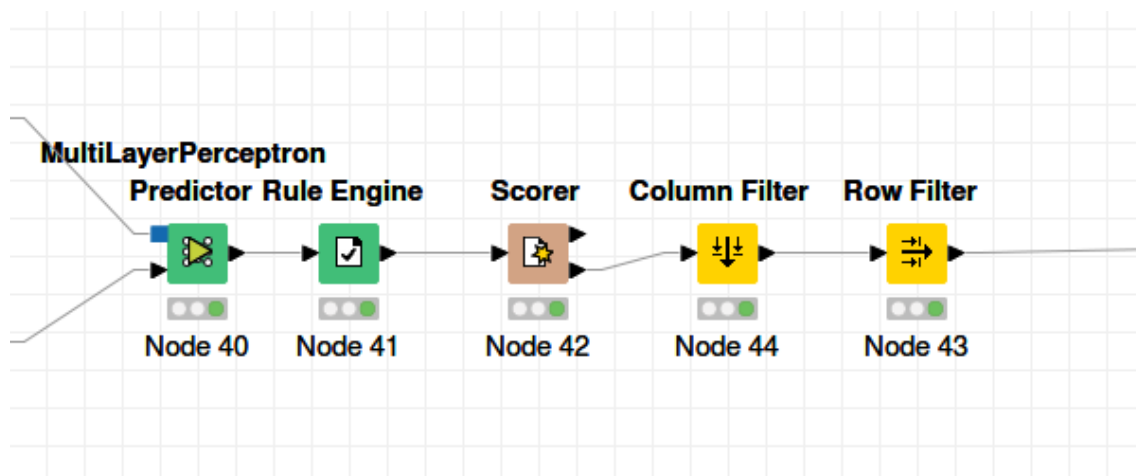 MultiLayerPerceptron
Predictor Rule Engine Scorer Column Filter Row Filter
Node 40 Node 41 Node 42 Node 44 Node 43